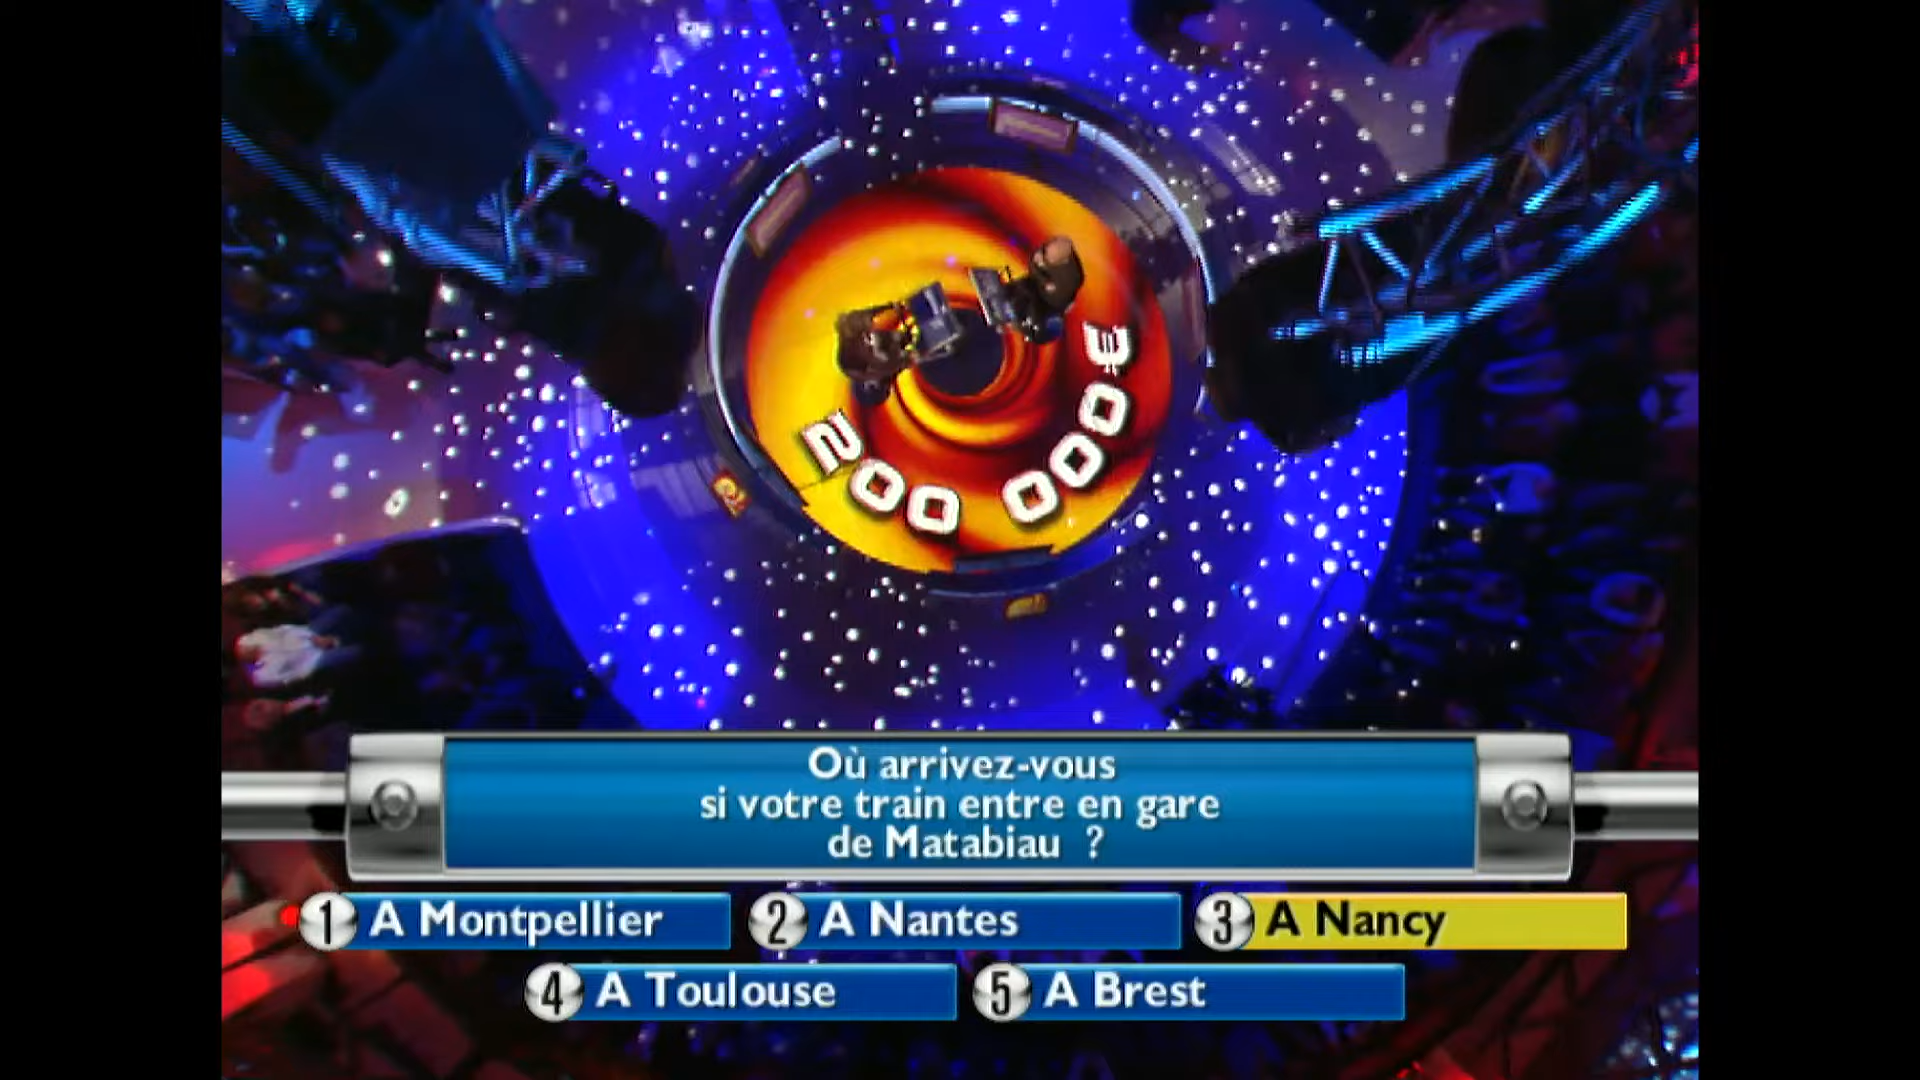 200 000 €
Où arrivez-vous
si votre train entre en gare
de Matabiau ?
1 A Montpellier
2 A Nantes
3 A Nancy
4 A Toulouse
5 A Brest